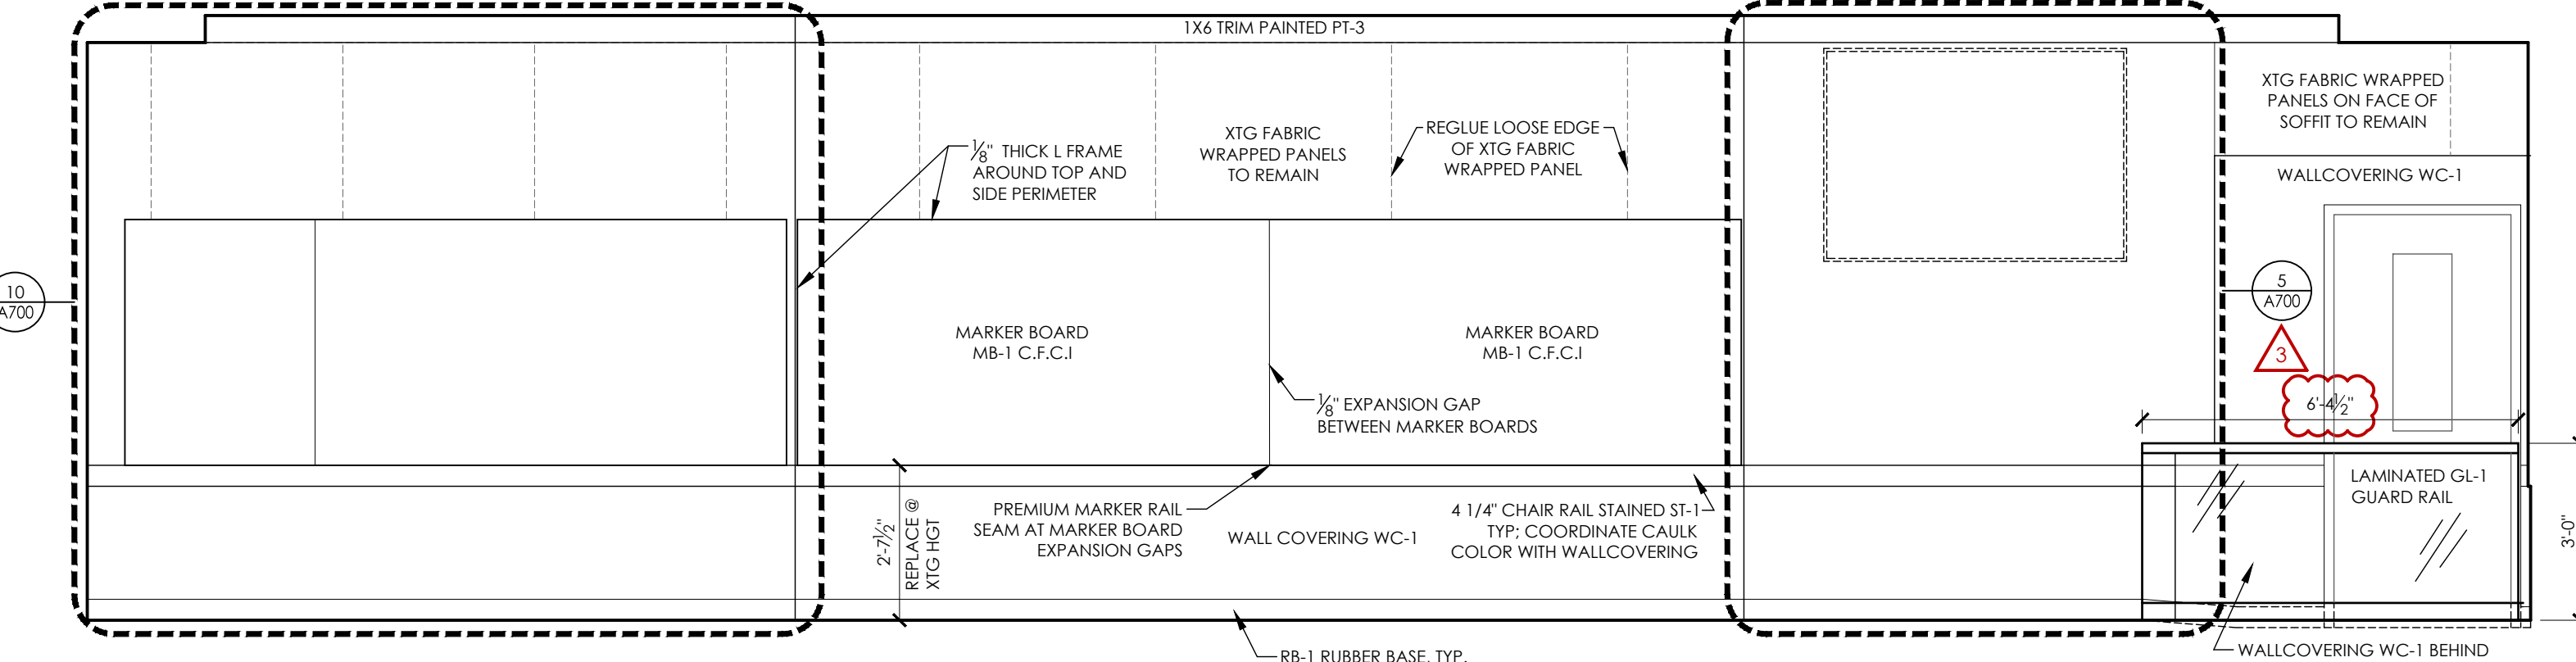 1X6 TRIM PAINTED PT-3
XTG FABRIC WRAPPED
PANELS ON FACE OF
SOFFIT TO REMAIN
1/8" THICK L FRAME
AROUND TOP AND
SIDE PERIMETER
XTG FABRIC
WRAPPED PANELS
TO REMAIN
REGLUE LOOSE EDGE
OF XTG FABRIC
WRAPPED PANEL
WALLCOVERING WC-1
10
A700
5
A700
3
MARKER BOARD
MB-1 C.F.C.I
MARKER BOARD
MB-1 C.F.C.I
1/8" EXPANSION GAP
BETWEEN MARKER BOARDS
6'-4 1/2"
LAMINATED GL-1
GUARD RAIL
2'-7 1/2"
REPLACE @
XTG HGT
PREMIUM MARKER RAIL
SEAM AT MARKER BOARD
EXPANSION GAPS
WALL COVERING WC-1
4 1/4" CHAIR RAIL STAINED ST-1
TYP; COORDINATE CAULK
COLOR WITH WALLCOVERING
3'-0"
RB-1 RUBBER BASE, TYP.
WALLCOVERING WC-1 BEHIND